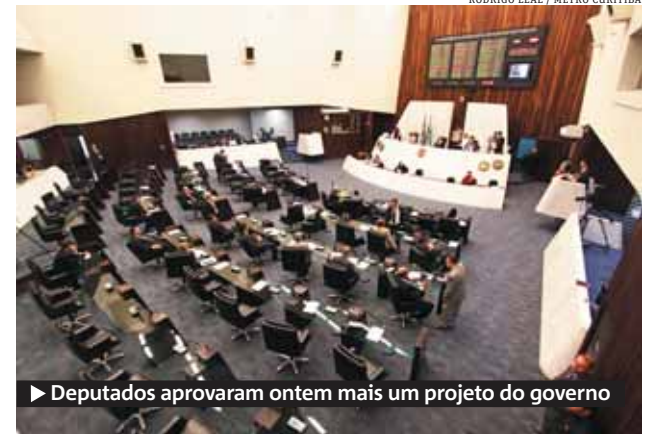 RODRIGO LEAL / METRO CURITIBA
▶ Deputados aprovaram ontem mais um projeto do governo